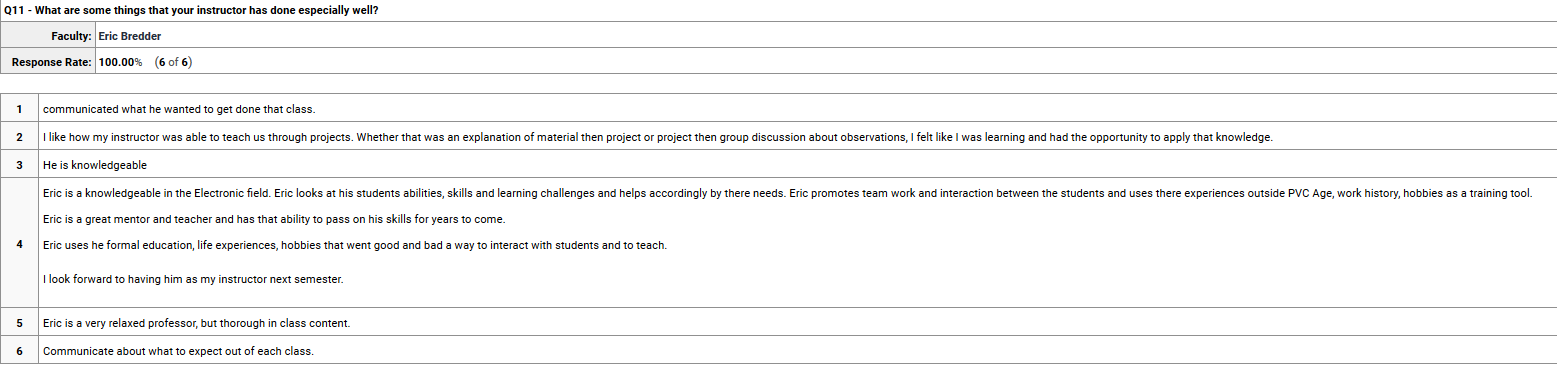 Q11 - What are some things that your instructor has done especially well?
Faculty: Eric Bredder
Response Rate: 100.00% (6 of 6)
1 communicated what he wanted to get done that class.
2 I like how my instructor was able to teach us through projects. Whether that was an explanation of material then project or project then group discussion about observations, I felt like I was learning and had the opportunity to apply that knowledge.
3 He is knowledgeable
4 Eric is a knowledgeable in the Electronic field. Eric looks at his students abilities, skills and learning challenges and helps accordingly by there needs. Eric promotes team work and interaction between the students and uses there experiences outside PVC Age, work history, hobbies as a training tool.
Eric is a great mentor and teacher and has that ability to pass on his skills for years to come.
Eric uses he formal education, life experiences, hobbies that went good and bad a way to interact with students and to teach.
I look forward to having him as my instructor next semester.
5 Eric is a very relaxed professor, but thorough in class content.
6 Communicate about what to expect out of each class.